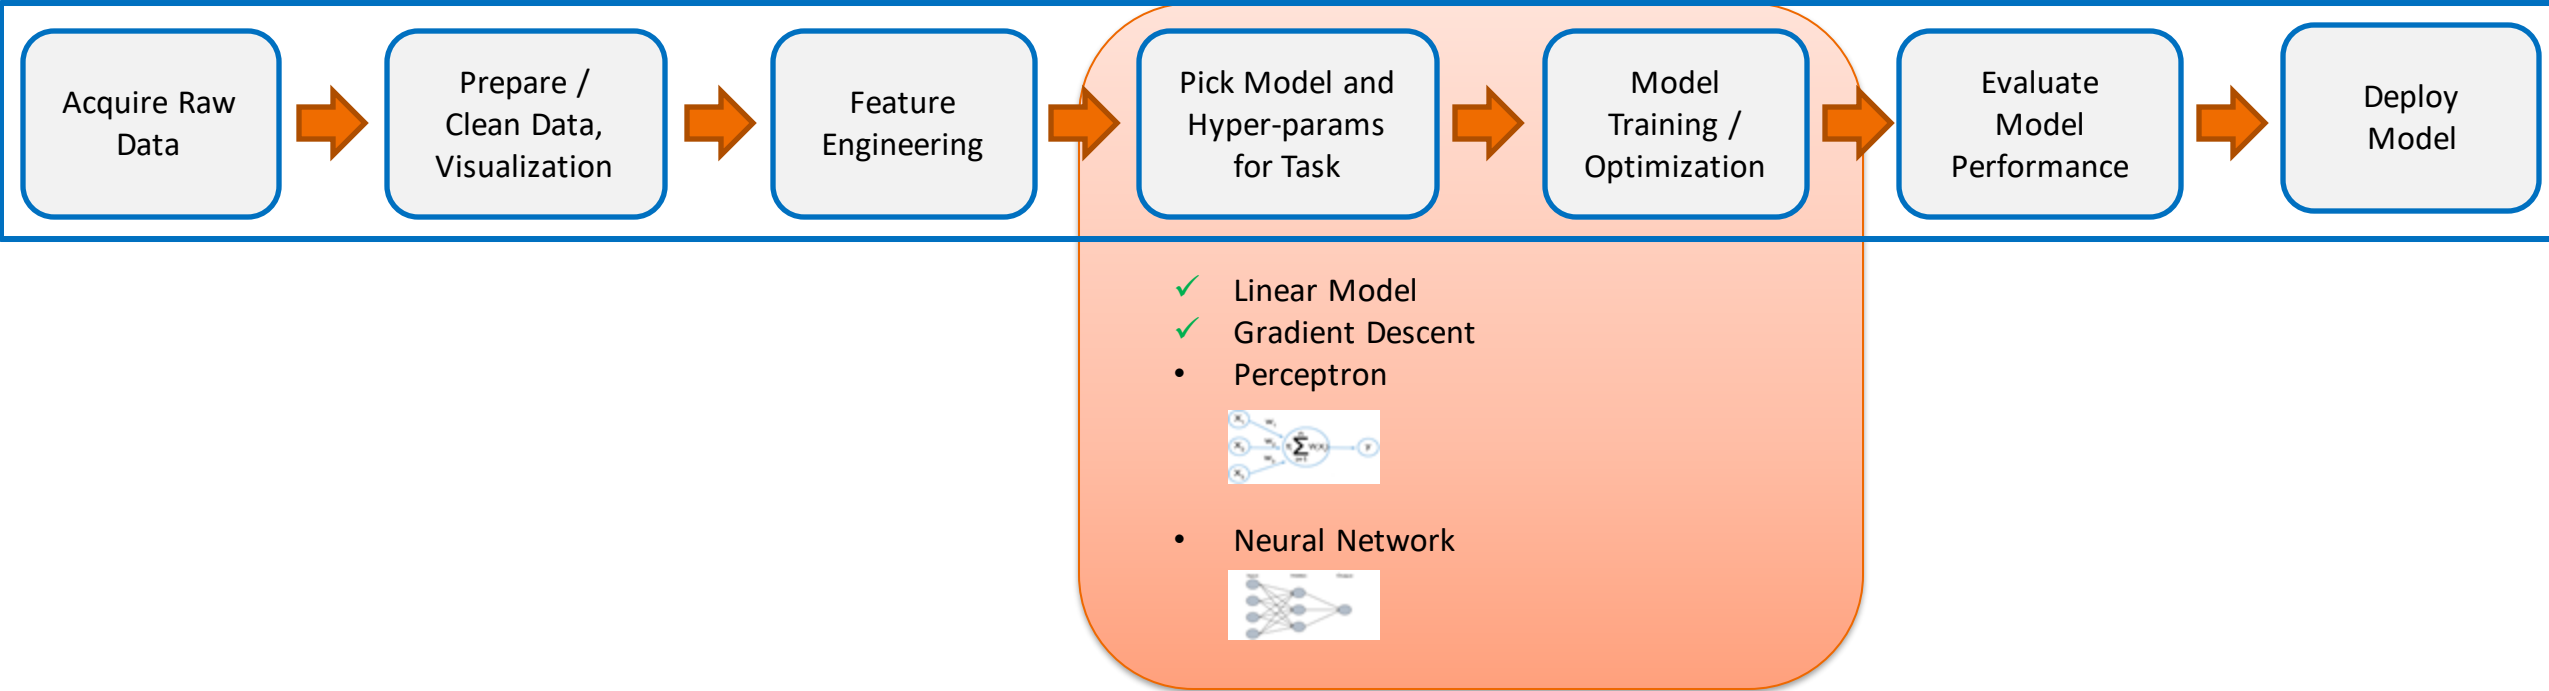 Acquire Raw
Data
Prepare /
Clean Data,
Visualization
Feature
Engineering
Pick Model and
Hyper-params
for Task
Model
Training /
Optimization
Evaluate
Model
Performance
Deploy
Model
✓ Linear Model
✓ Gradient Descent
• Perceptron
• Neural Network